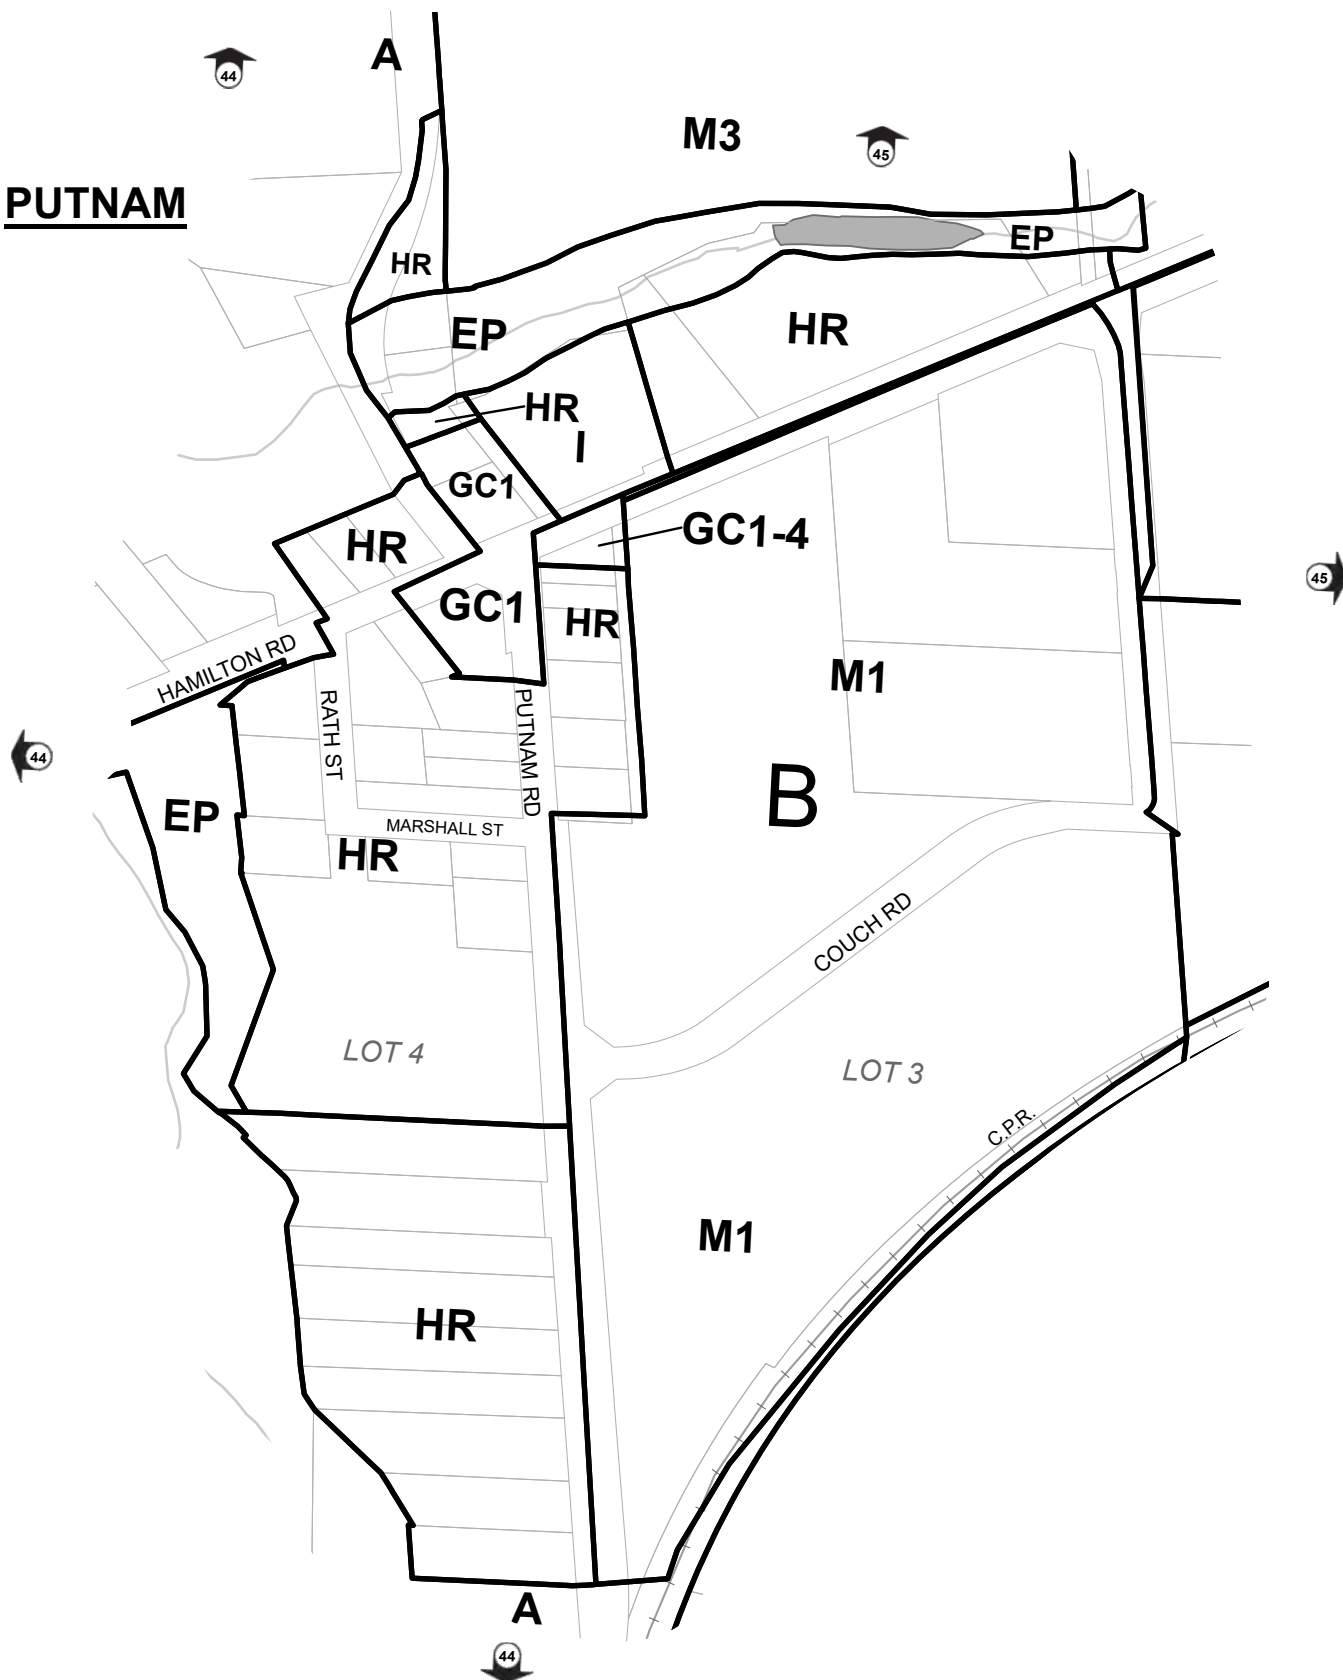 44
A
M3
45
PUTNAM
HR
EP
EP
HR
HR
I
GC1
GC1-4
HR
45
GC1
HR
HAMILTON RD
M1
RATH ST
PUTNAM RD
44
B
EP
MARSHALL ST
HR
COUCH RD
LOT 4
LOT 3
C.P.R.
M1
HR
A
44